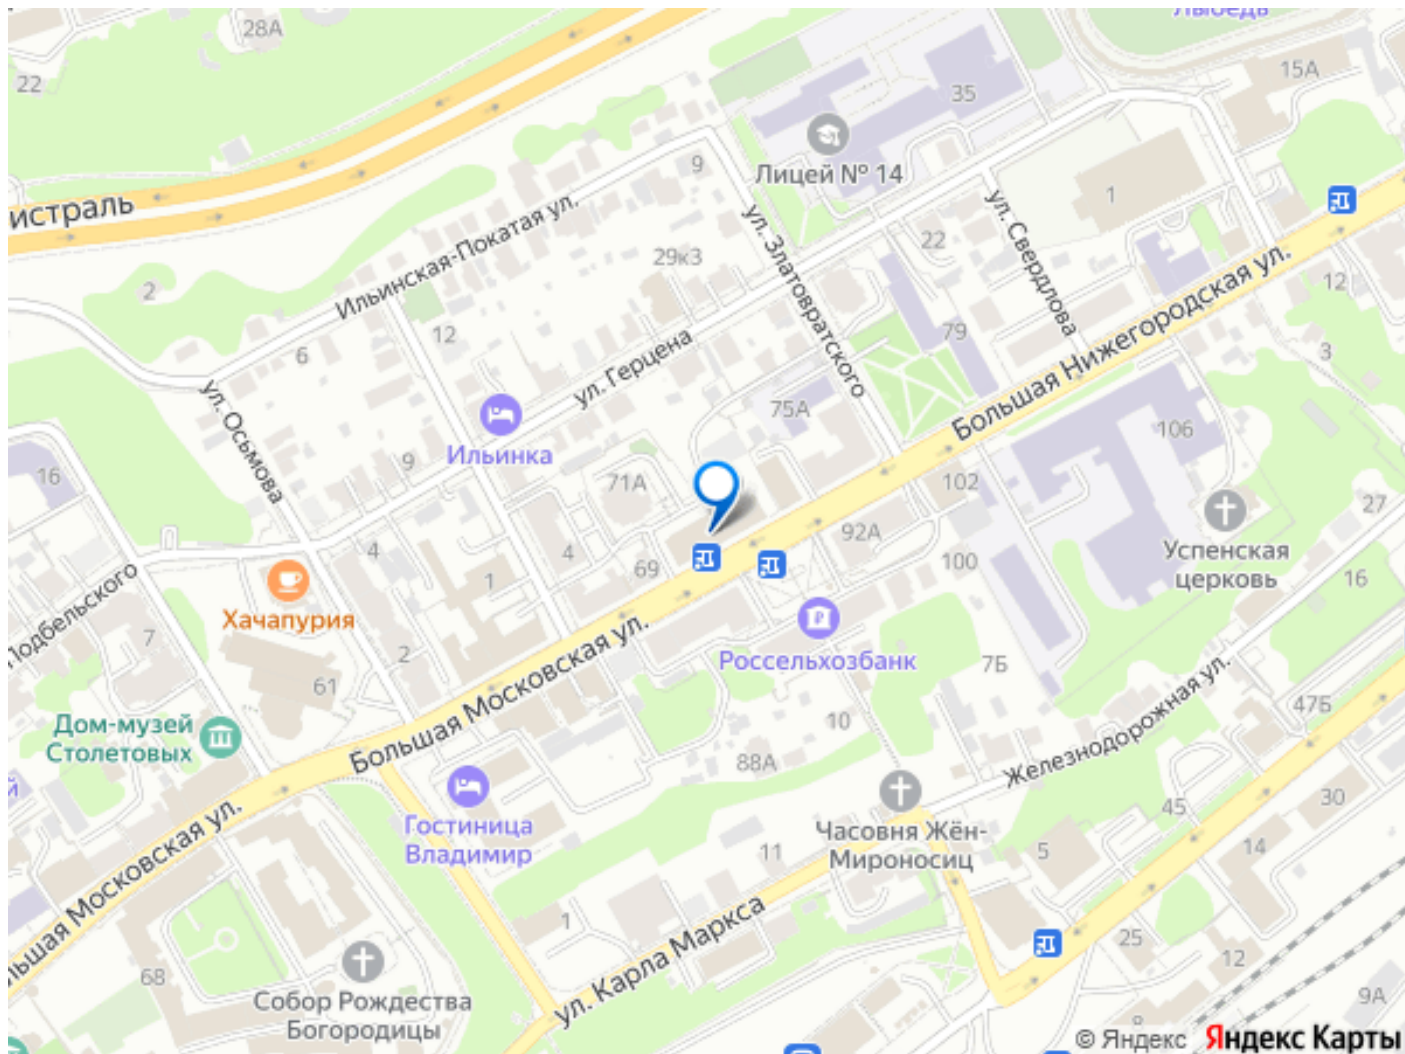 28А
Лыбедь
22
35
15А
Лицей № 14
9
1
истраль
Ильинская-Покатая ул.
ул. Златовратского
ул. Свердлова
22
29к3
2
12
Большая Нижегородская ул.
12
6
ул. Герцена
79
3
ул. Осьмова
75А
Ильинка
106
16
9
71А
102
27
4
4
69
92А
100
Успенская
церковь
16
1
Подбельского
Хачапурия
7
2
Большая Московская ул.
Россельхозбанк
7Б
61
Железнодорожная ул.
47Б
Дом-музей
Столетовых
10
88А
й
Гостиница
Владимир
Часовня Жён-
Мироносиц
45
30
5
14
11
ьшая Московская ул.
1
ул. Карла Маркса
25
12
68
Собор Рождества
Богородицы
9А
8
© Яндекс Яндекс Карты